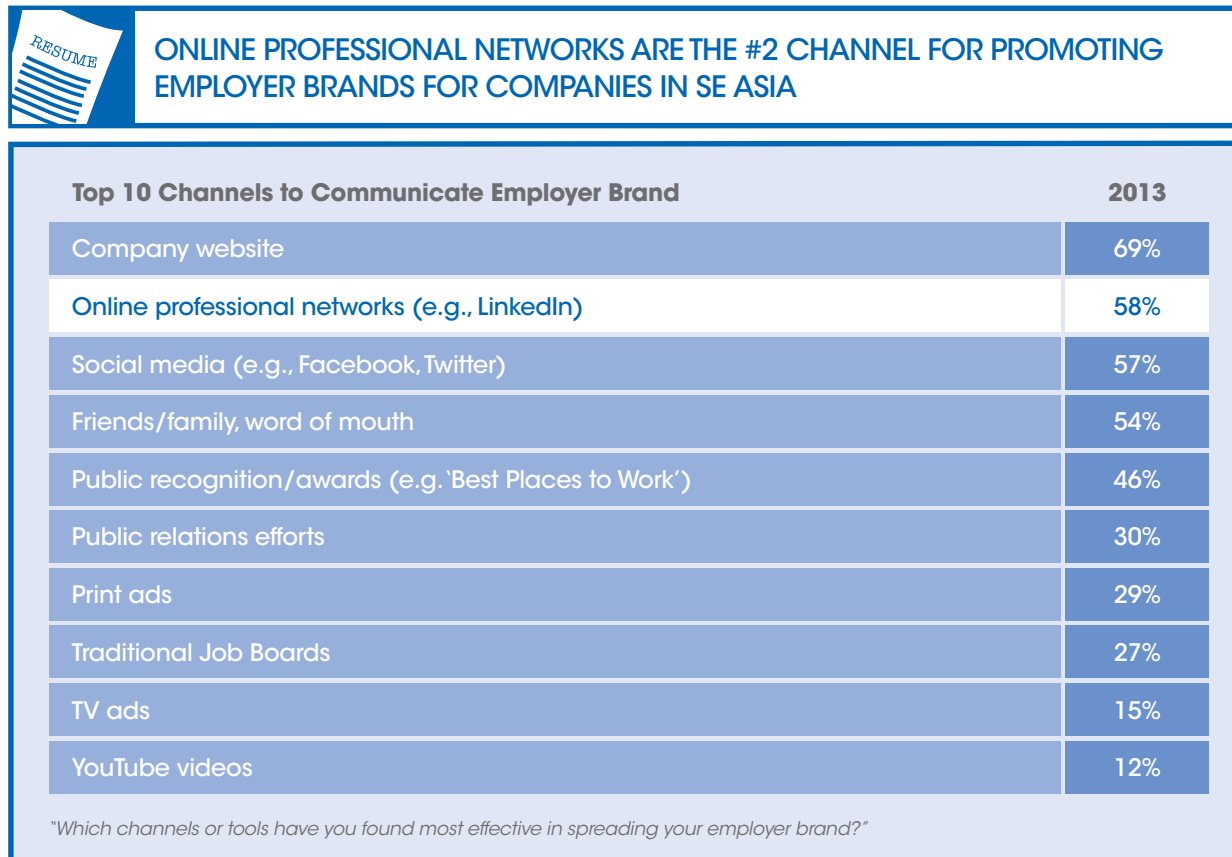 RESUME
ONLINE PROFESSIONAL NETWORKS ARE THE #2 CHANNEL FOR PROMOTING
EMPLOYER BRANDS FOR COMPANIES IN SE ASIA
Top 10 Channels to Communicate Employer Brand 2013
Company website 69%
Online professional networks (e.g., LinkedIn) 58%
Social media (e.g., Facebook, Twitter) 57%
Friends/family, word of mouth 54%
Public recognition/awards (e.g. ‘Best Places to Work’) 46%
Public relations efforts 30%
Print ads 29%
Traditional Job Boards 27%
TV ads 15%
YouTube videos 12%
“Which channels or tools have you found most effective in spreading your employer brand?”